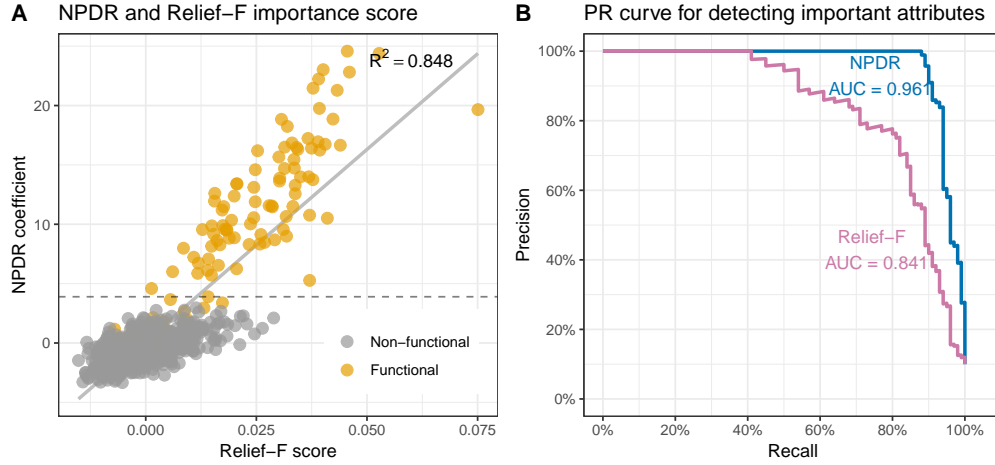 A
NPDR and Relief−F importance score
R² = 0.848
NPDR coefficient
20
10
0
Non−functional
Functional
0.000
0.025
0.050
0.075
Relief−F score
B
PR curve for detecting important attributes
100%
80%
60%
40%
20%
0%
Precision
NPDR
AUC = 0.961
Relief−F
AUC = 0.841
0%
20%
40%
60%
80%
100%
Recall